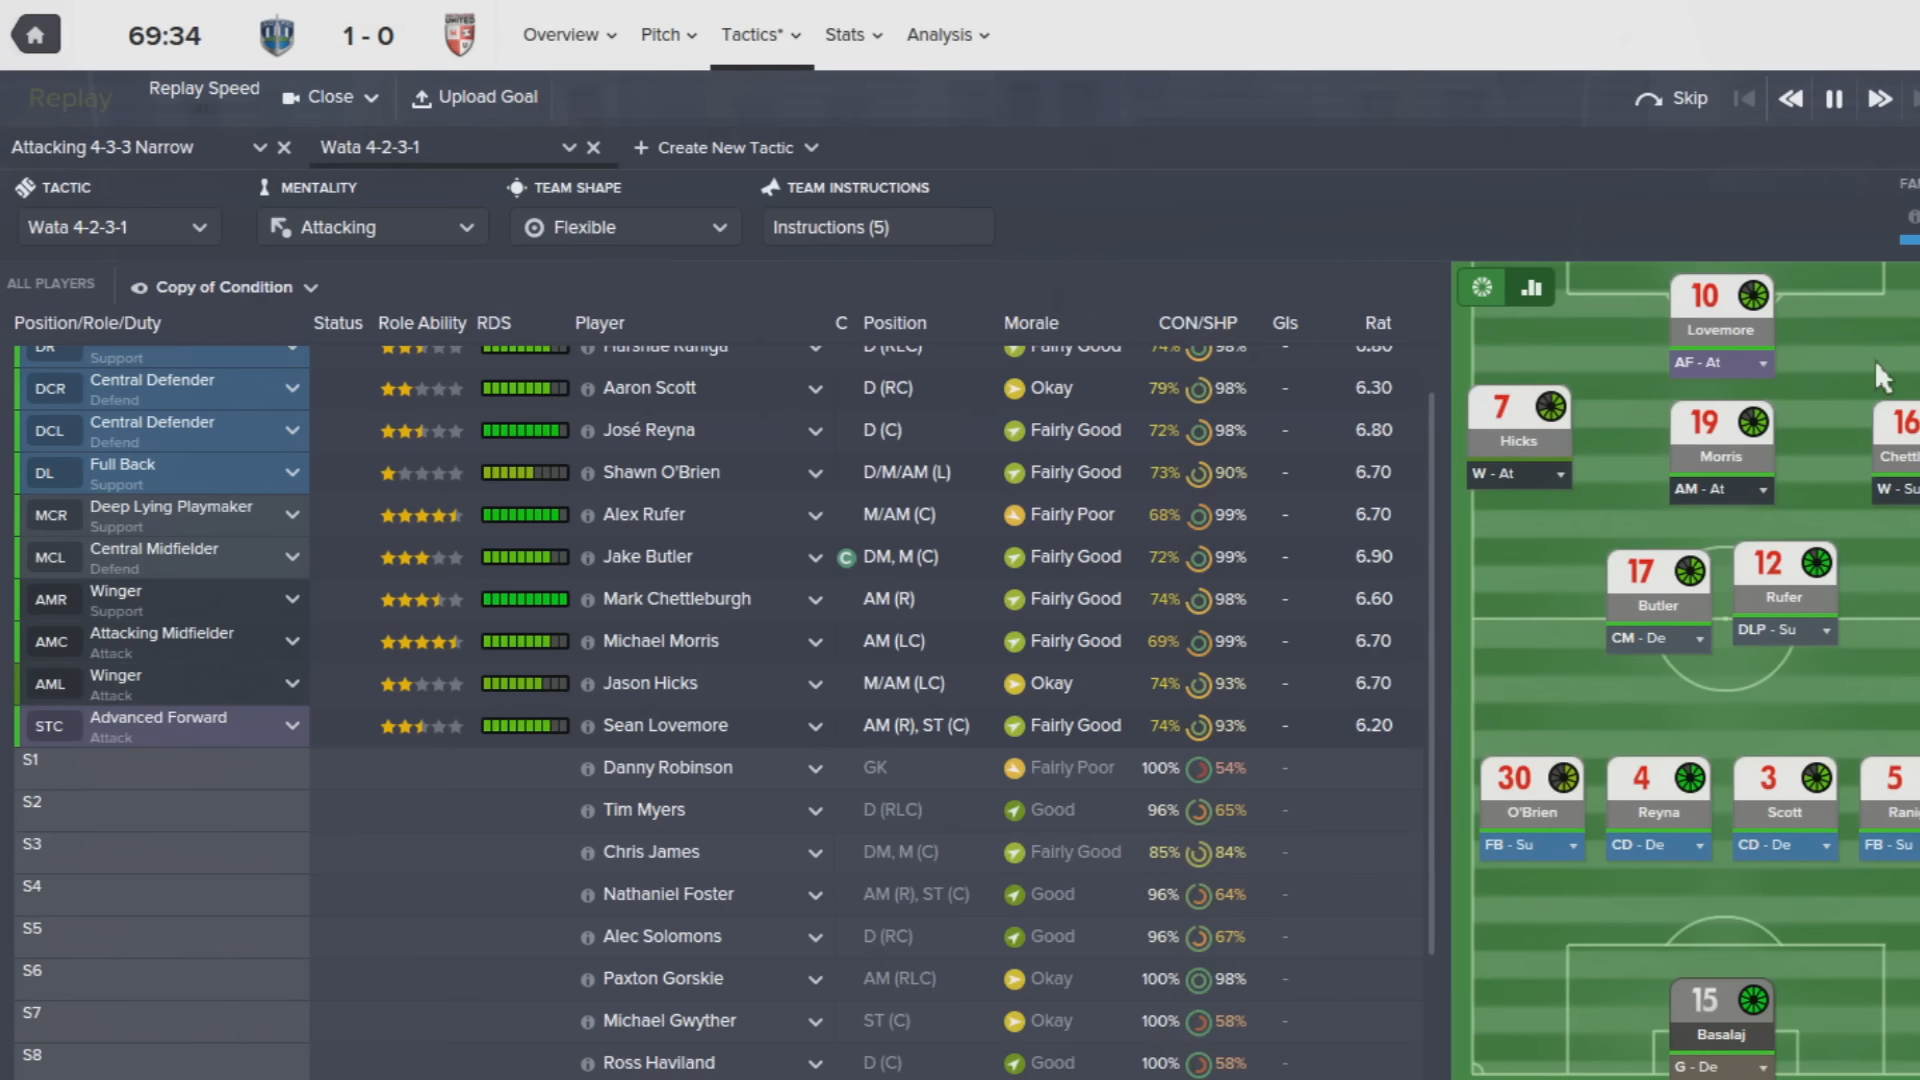 69:34 1 - 0 UNITED Overview Pitch Tactics* Stats Analysis
Replay Replay Speed Close Upload Goal Skip
Attacking 4-3-3 Narrow Wata 4-2-3-1 + Create New Tactic
TACTIC MENTALITY TEAM SHAPE TEAM INSTRUCTIONS
Wata 4-2-3-1 Attacking Flexible Instructions (5)
ALL PLAYERS Copy of Condition
Position/Role/Duty Status Role Ability RDS Player C Position Morale CON/SHP Gls Rat
DR Support D (RLC) Fairly Good 74% 98% - 6.80
DCR Central Defender Defend Aaron Scott D (RC) Okay 79% 98% - 6.30
DCL Central Defender Defend José Reyna D (C) Fairly Good 72% 98% - 6.80
DL Full Back Support Shawn O'Brien D/M/AM (L) Fairly Good 73% 90% - 6.70
MCR Deep Lying Playmaker Support Alex Rufer M/AM (C) Fairly Poor 68% 99% - 6.70
MCL Central Midfielder Defend Jake Butler C DM, M (C) Fairly Good 72% 99% - 6.90
AMR Winger Support Mark Chettleburgh AM (R) Fairly Good 74% 98% - 6.60
AMC Attacking Midfielder Attack Michael Morris AM (LC) Fairly Good 69% 99% - 6.70
AML Winger Attack Jason Hicks M/AM (LC) Okay 74% 93% - 6.70
STC Advanced Forward Attack Sean Lovemore AM (R), ST (C) Fairly Good 74% 93% - 6.20
S1 Danny Robinson GK Fairly Poor 100% 54% -
S2 Tim Myers D (RLC) Good 96% 65% -
S3 Chris James DM, M (C) Fairly Good 85% 84% -
S4 Nathaniel Foster AM (R), ST (C) Good 96% 64% -
S5 Alec Solomons D (RC) Good 96% 67% -
S6 Paxton Gorskie AM (RLC) Okay 100% 98% -
S7 Michael Gwyther ST (C) Okay 100% 58% -
S8 Ross Haviland D (C) Good 100% 58% -
10
Lovemore
AF - At
7 19 16
Hicks Morris Chettl
W - At AM - At W - Su
17 12
Butler Rufer
CM - De DLP - Su
30 4 3 5
O'Brien Reyna Scott Rani
FB - Su CD - De CD - De FB - Su
15
Basalaj
G - De